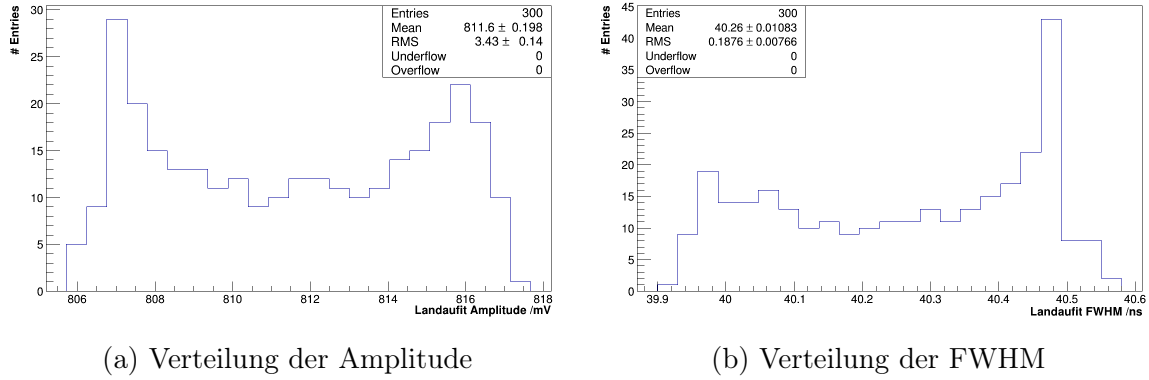 # Entries
30
25
20
15
10
5
0
Entries 300
Mean 811.6 ± 0.198
RMS 3.43 ± 0.14
Underflow 0
Overflow 0
806 808 810 812 814 816 818
Landaufit Amplitude /mV
(a) Verteilung der Amplitude
# Entries
45
40
35
30
25
20
15
10
5
0
Entries 300
Mean 40.26 ± 0.01083
RMS 0.1876 ± 0.00766
Underflow 0
Overflow 0
39.9 40 40.1 40.2 40.3 40.4 40.5 40.6
Landaufit FWHM /ns
(b) Verteilung der FWHM